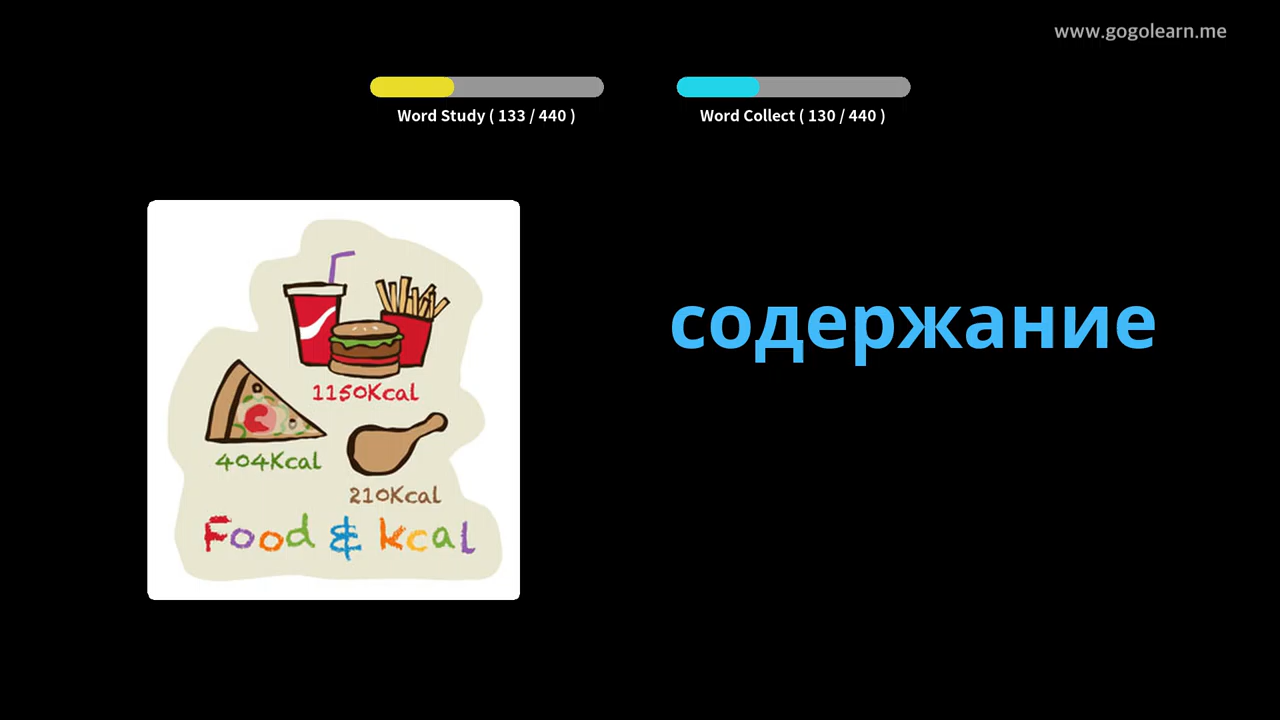 www.gogolearn.me
Word Study ( 133 / 440 )
Word Collect ( 130 / 440 )
содержание
1150Kcal
404Kcal
210Kcal
Food & kcal